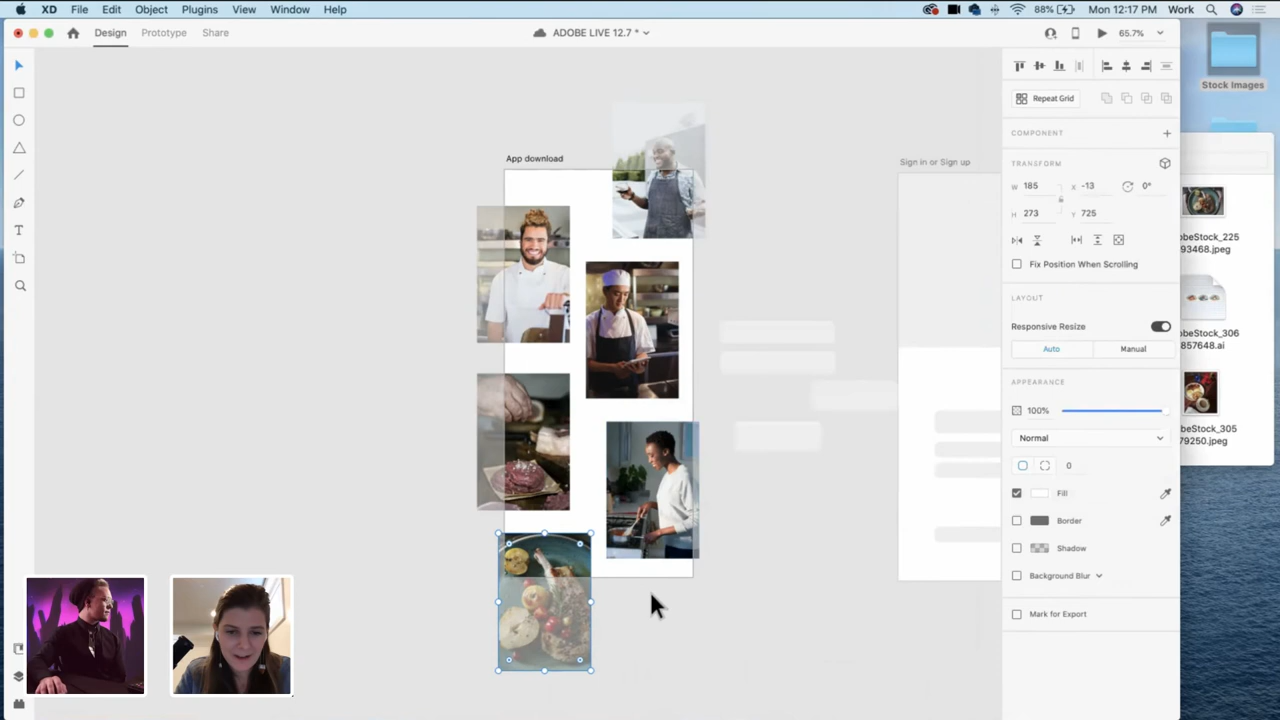 XD File Edit Object Plugins View Window Help
88% Mon 12:17 PM Work
Design Prototype Share
ADOBE LIVE 12.7 *
65.7%
Stock Images
Repeat Grid
COMPONENT
App download
Sign in or Sign up
TRANSFORM
W 185 X -13 0°
H 273 Y 725
Fix Position When Scrolling
LAYOUT
Responsive Resize
Auto Manual
APPEARANCE
100%
Normal
0
Fill
Border
Shadow
Background Blur
Mark for Export
obeStock_225
93468.jpeg
obeStock_306
857648.ai
obeStock_305
79250.jpeg